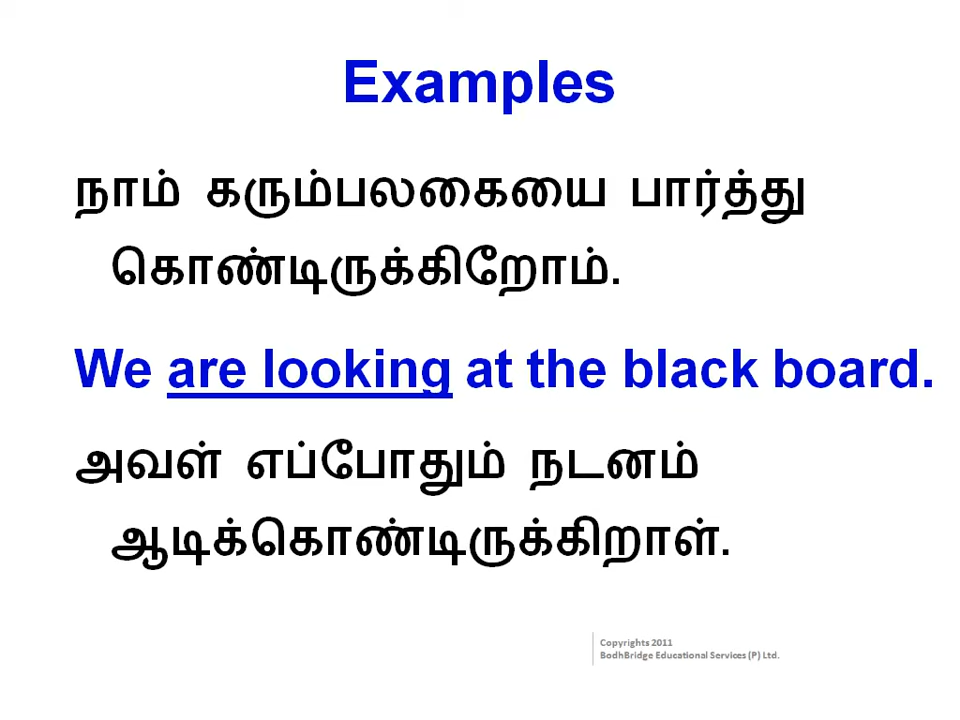 Examples
நாம் கரும்பலகையை பார்த்து
கொண்டிருக்கிறோம்.
We are looking at the black board.
அவள் எப்போதும் நடனம்
ஆடிக்கொண்டிருக்கிறாள்.
Copyrights 2011
BodhBridge Educational Services (P) Ltd.